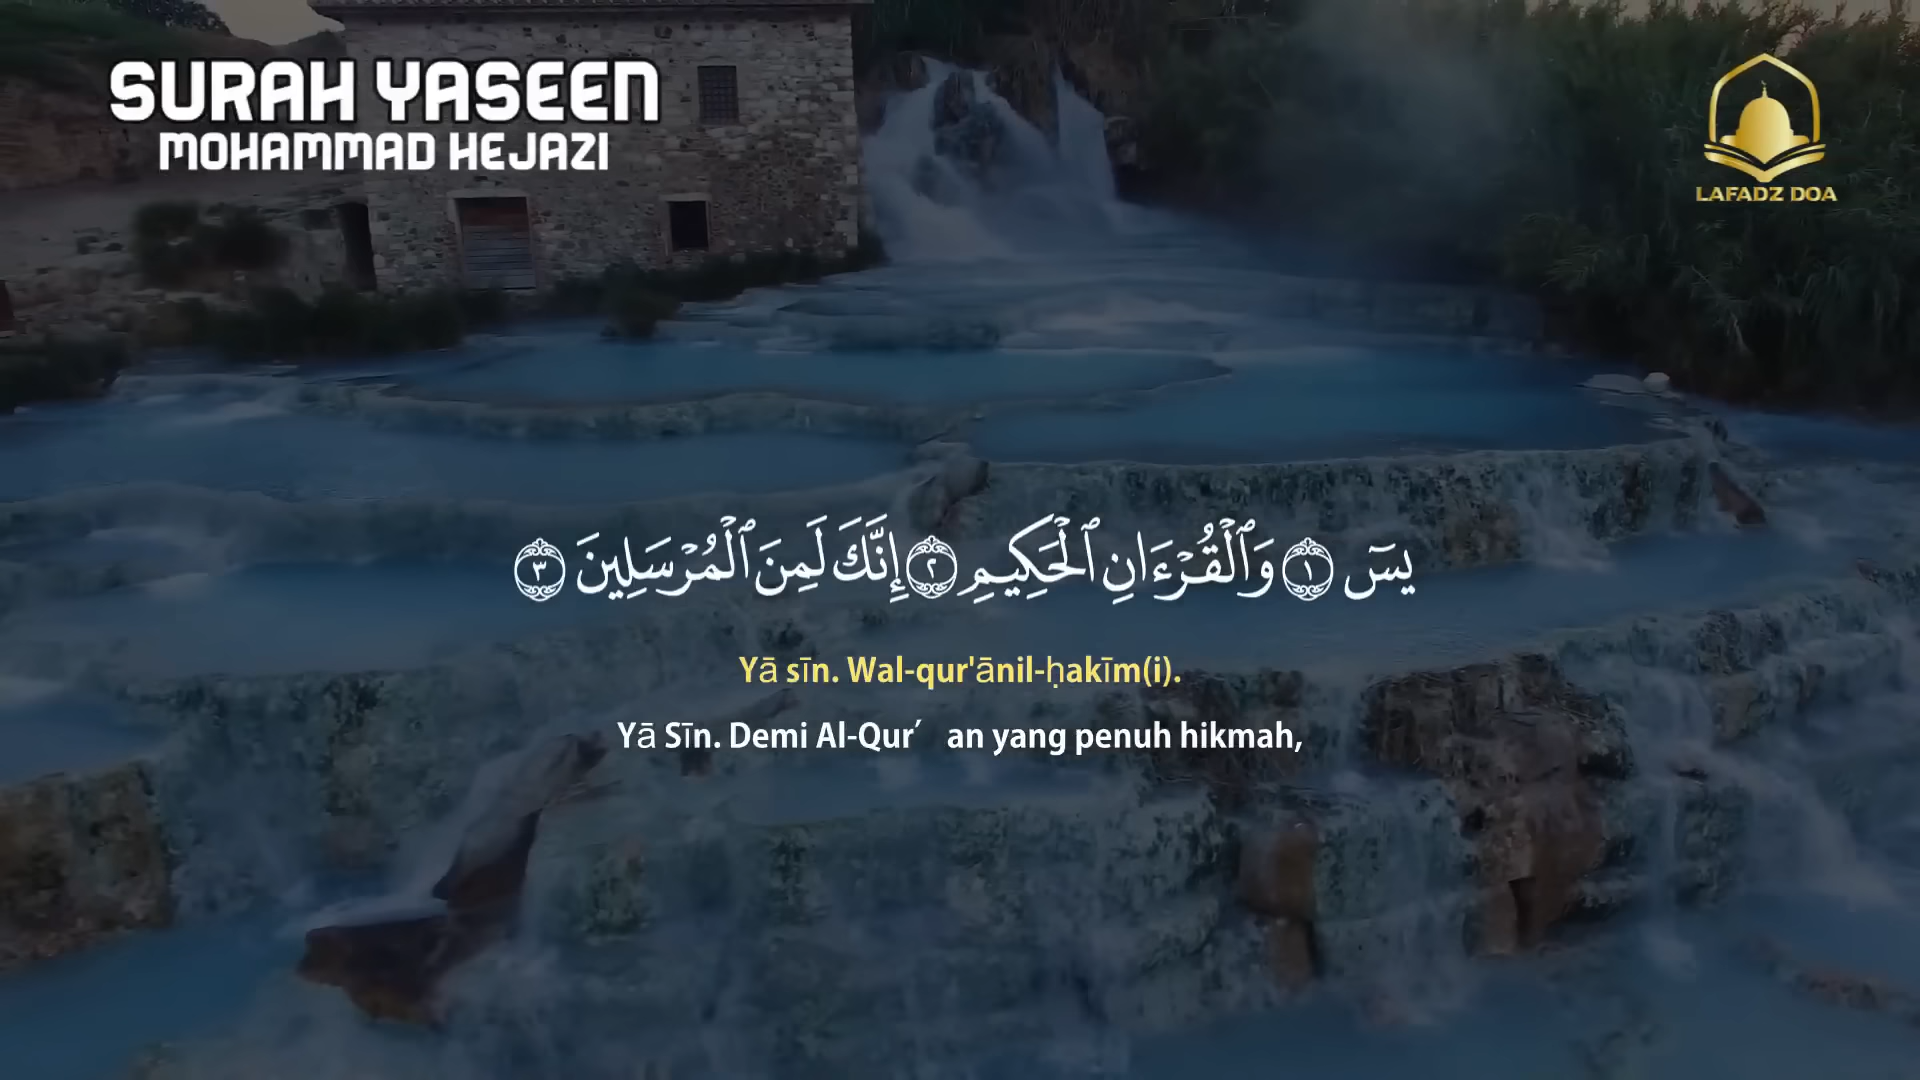 SURAH YASEEN
MOHAMMAD HEJAZI
LAFADZ DOA
يسٓ ١ وَٱلْقُرْءَانِ ٱلْحَكِيمِ ٢ إِنَّكَ لَمِنَ ٱلْمُرْسَلِينَ ٣
Yā sīn. Wal-qur'ānil-ḥakīm(i).
Yā Sīn. Demi Al-Qur′ an yang penuh hikmah,